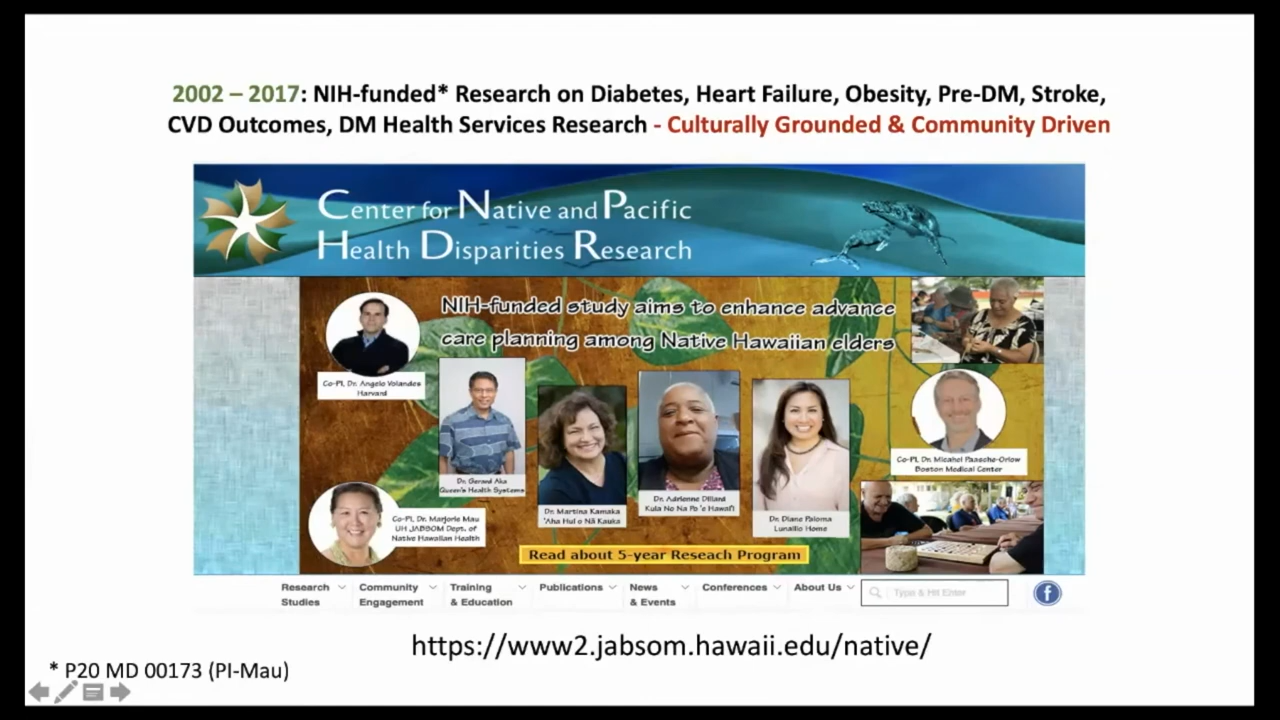 2002 – 2017: NIH-funded* Research on Diabetes, Heart Failure, Obesity, Pre-DM, Stroke,
CVD Outcomes, DM Health Services Research - Culturally Grounded & Community Driven
Center for Native and Pacific
Health Disparities Research
NIH-funded study aims to enhance advance
care planning among Native Hawaiian elders
Co-PI, Dr. Angelo Volandes
Harvard
Dr. Gerard Aka
Queen's Health Systems
Dr. Martina Kamaka
'Aha Hui o Nā Kauka
Dr. Adrienne Dillard
Kula No Na Po 'e Hawai'i
Dr. Diane Paloma
Lunalilo Home
Co-PI, Dr. Micahel Paasche-Orlow
Boston Medical Center
Co-PI, Dr. Marjorie Mau
UH JABSOM Dept. of
Native Hawaiian Health
Read about 5-year Reseach Program
Research Studies
Community Engagement
Training & Education
Publications
News & Events
Conferences
About Us
Type & Hit Enter
f
https://www2.jabsom.hawaii.edu/native/
* P20 MD 00173 (PI-Mau)